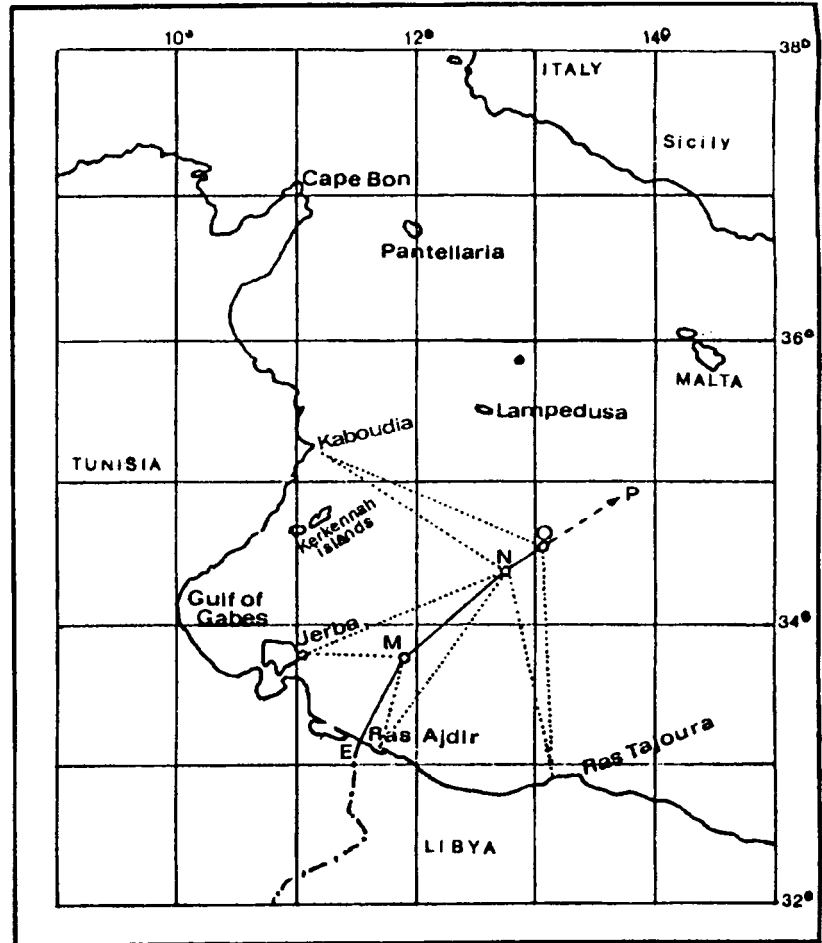 10° 12° 14°
38°
ITALY
Sicily
Cape Bon
Pantellaria
36°
MALTA
Lampedusa
Kaboudia
TUNISIA
P
Kerkennah
Islands
O
N
Gulf of
Gabes
34°
Jerba
M
Ras Ajdir
E
Ras Tajoura
LIBYA
32°